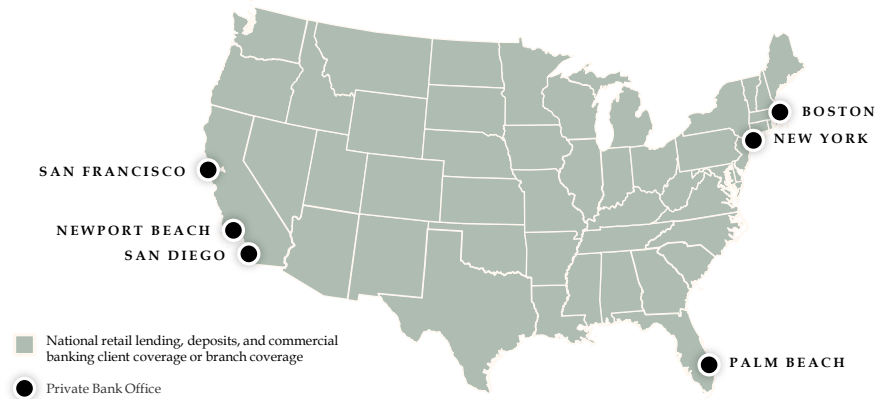 BOSTON
NEW YORK
SAN FRANCISCO
NEWPORT BEACH
SAN DIEGO
National retail lending, deposits, and commercial
banking client coverage or branch coverage
PALM BEACH
Private Bank Office